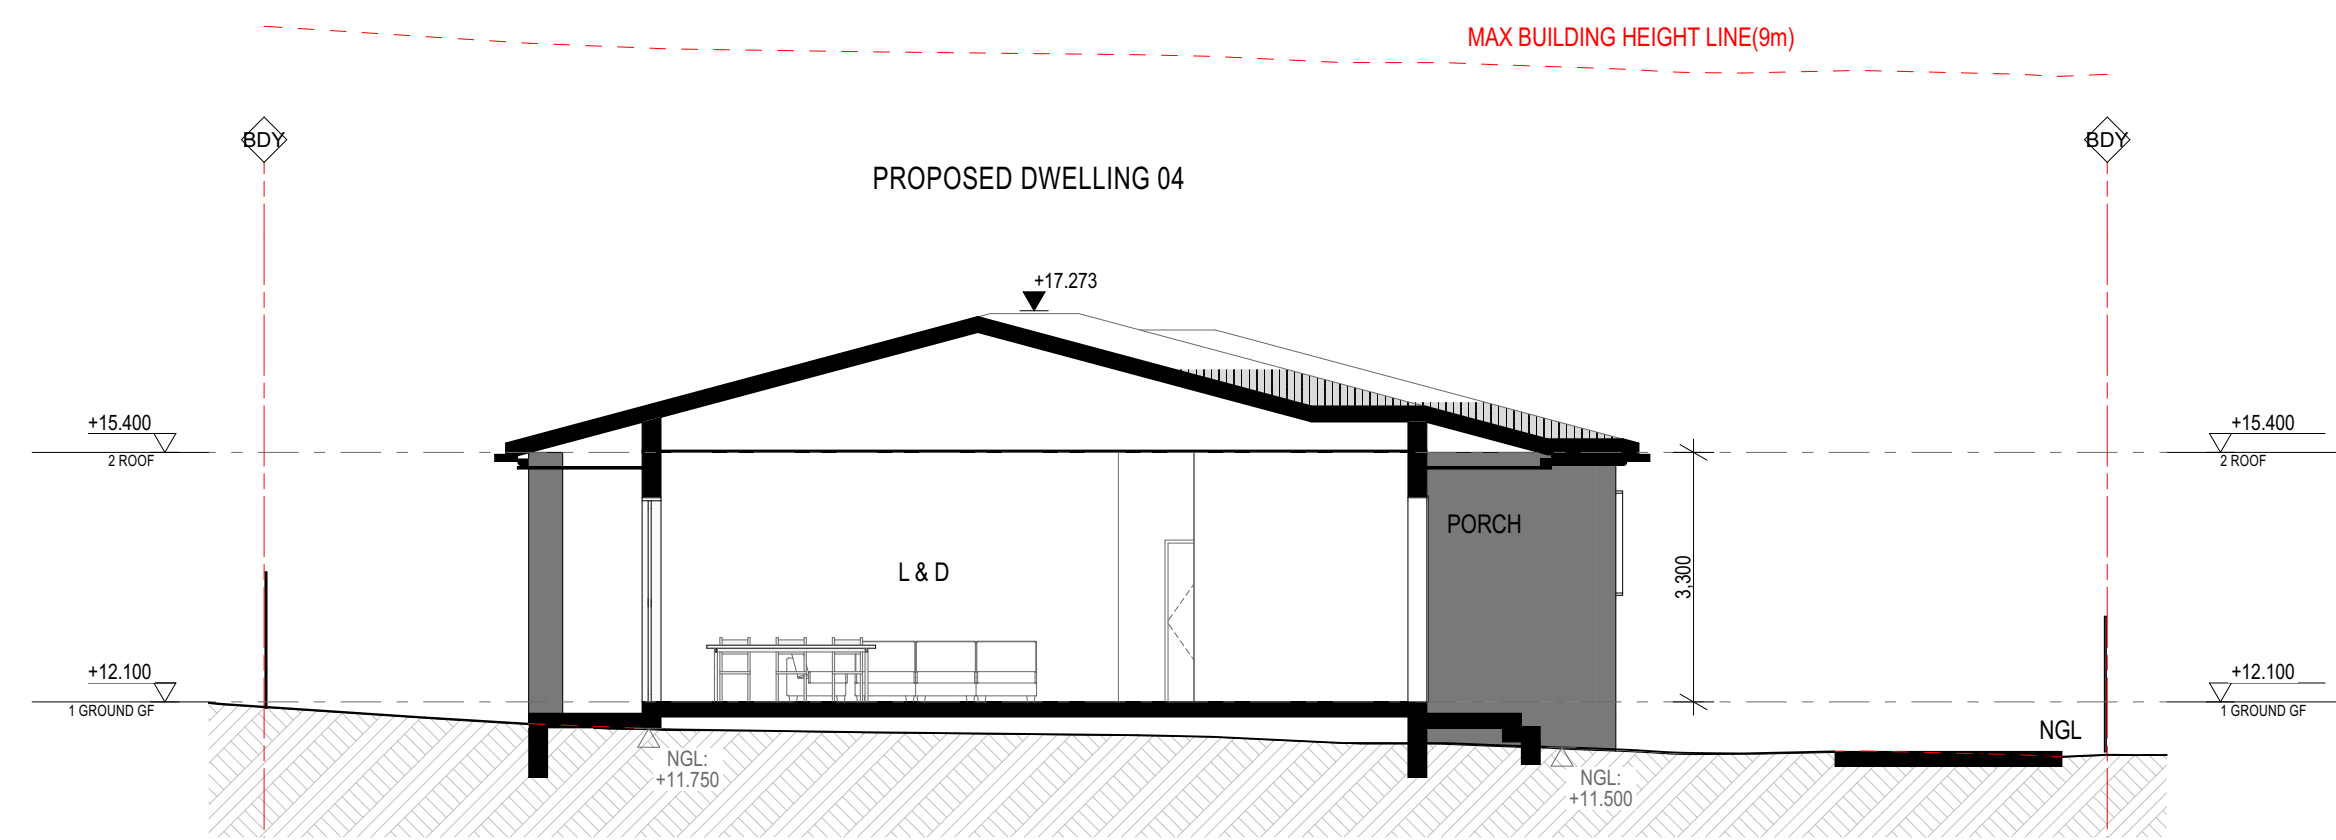 MAX BUILDING HEIGHT LINE(9m)
BDY
BDY
PROPOSED DWELLING 04
+17.273
+15.400
2 ROOF
+15.400
2 ROOF
PORCH
L & D
3,300
+12.100
1 GROUND GF
+12.100
1 GROUND GF
NGL
NGL:
+11.750
NGL:
+11.500